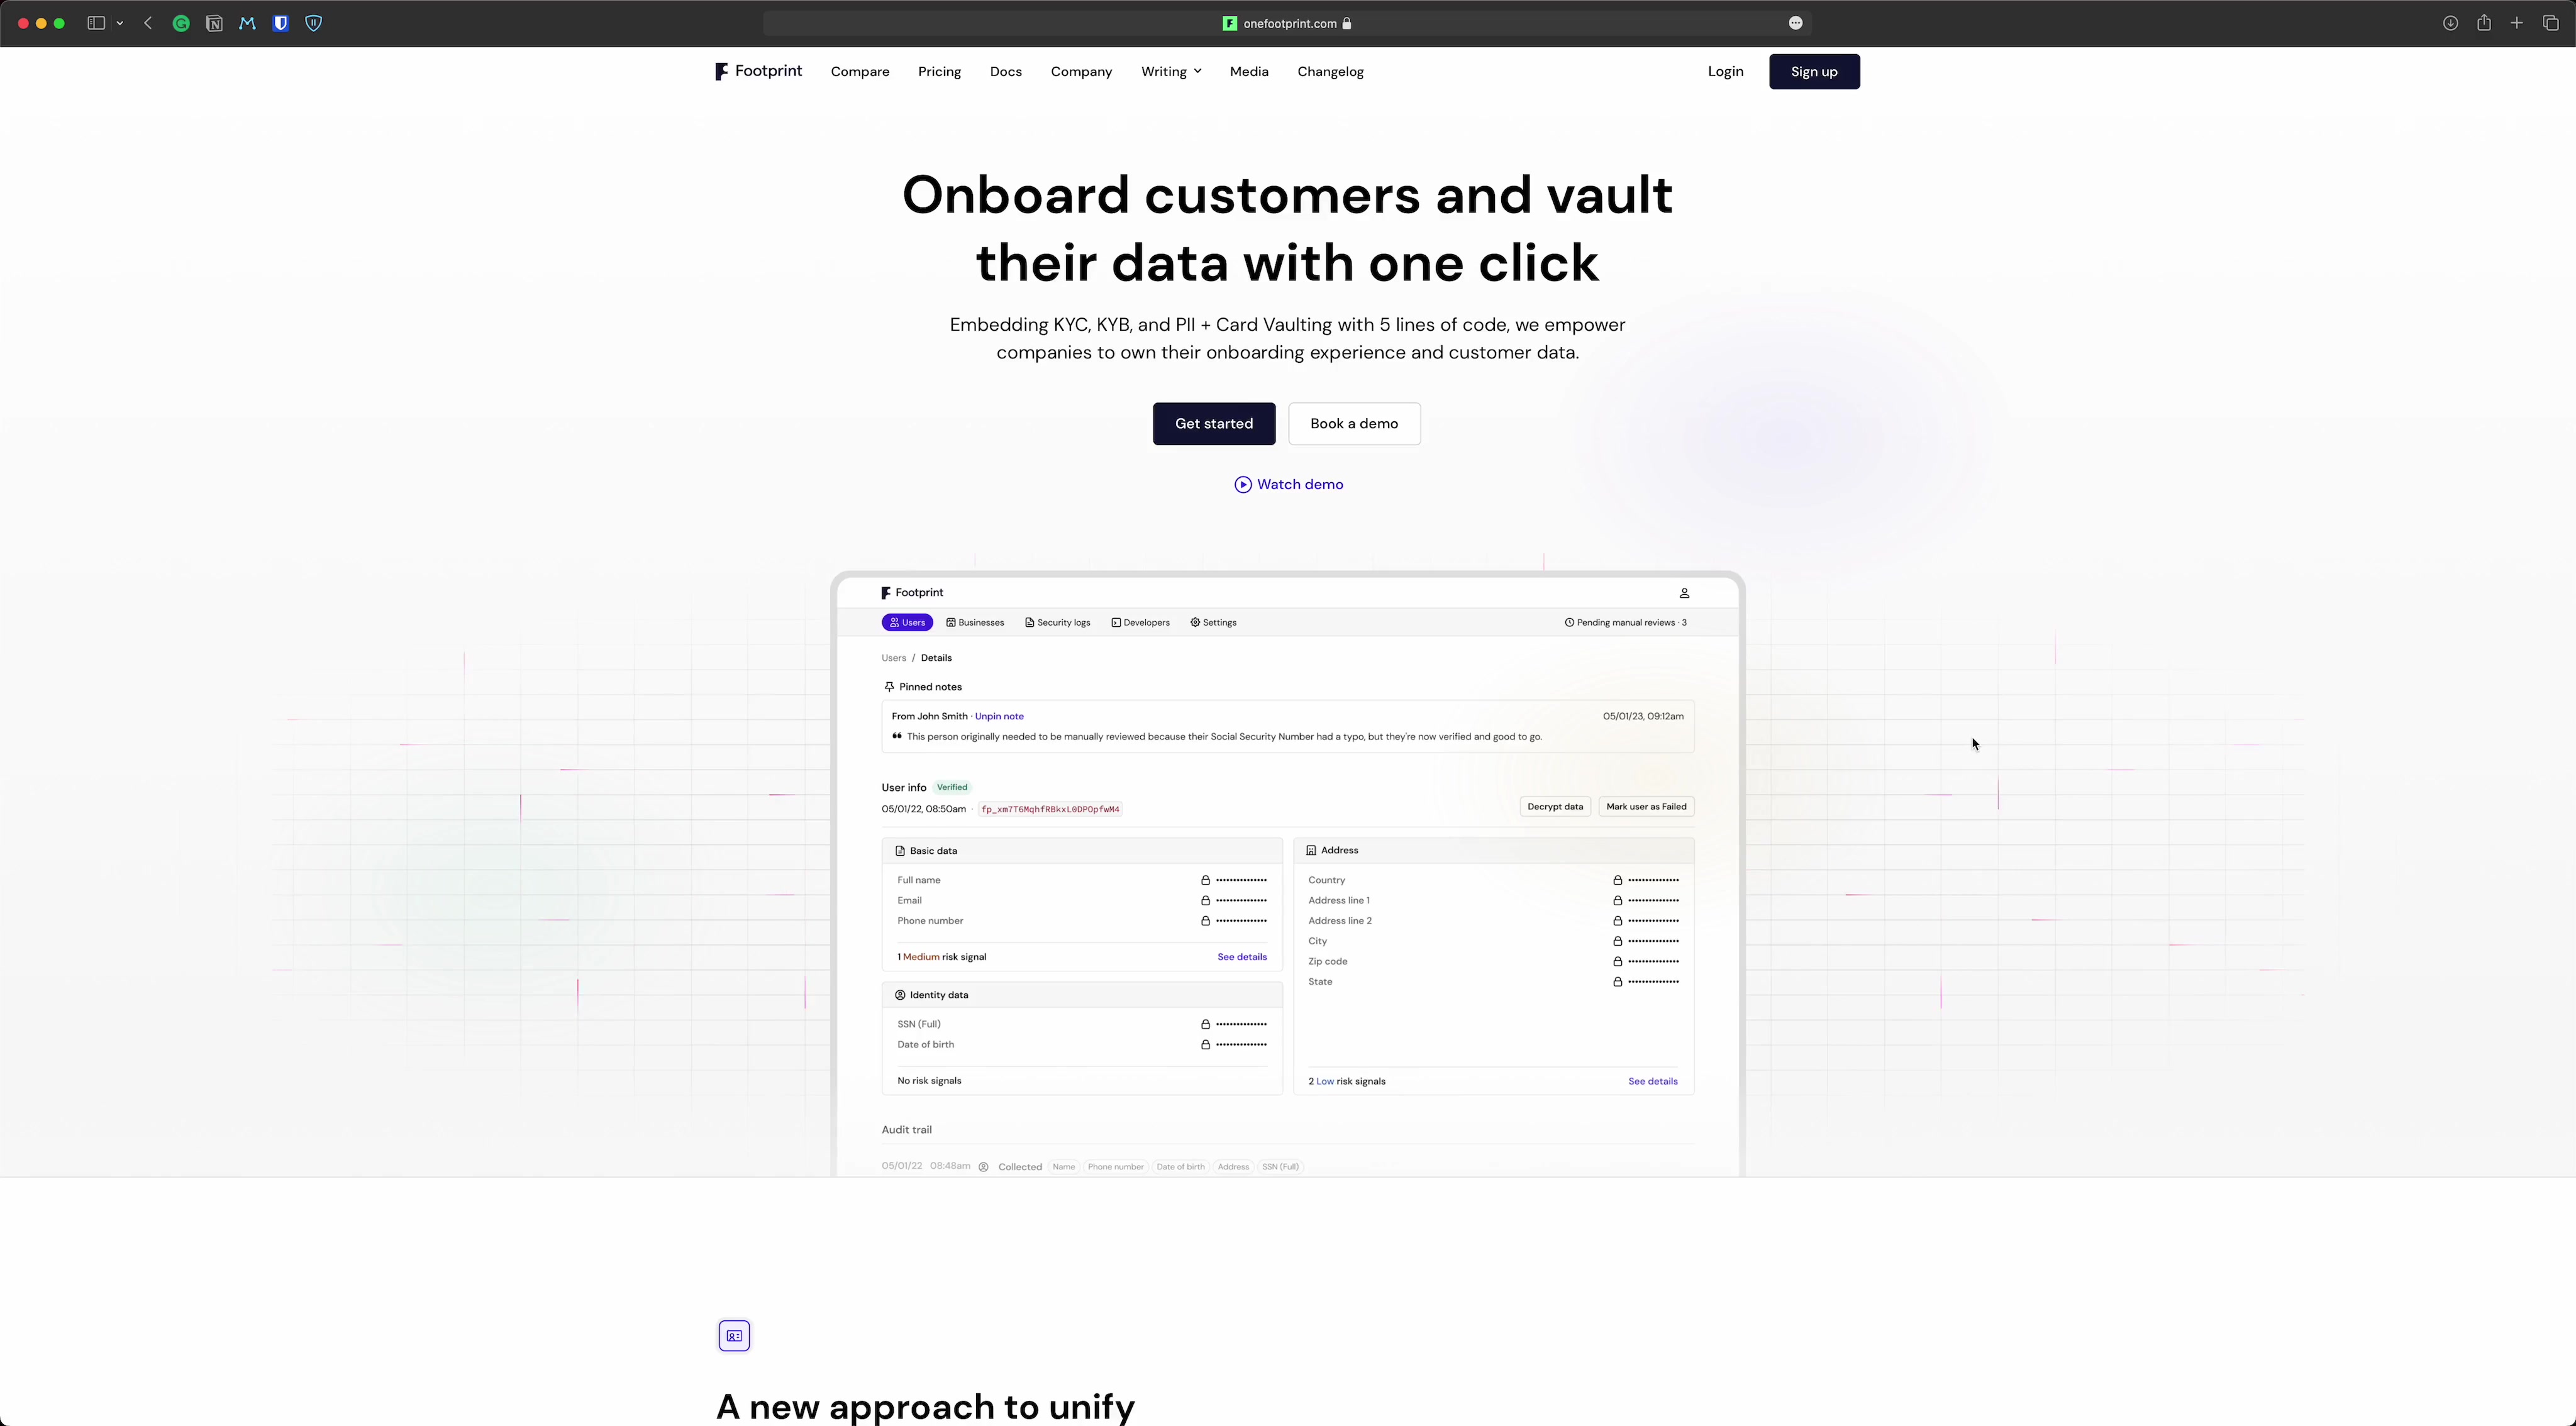 onefootprint.com
Footprint Compare Pricing Docs Company Writing Media Changelog Login Sign up
Onboard customers and vault
their data with one click
Embedding KYC, KYB, and PII + Card Vaulting with 5 lines of code, we empower
companies to own their onboarding experience and customer data.
Get started Book a demo
Watch demo
Footprint
Users Businesses Security logs Developers Settings Pending manual reviews · 3
Users / Details
Pinned notes
From John Smith · Unpin note 05/01/23, 09:12am
❝ This person originally needed to be manually reviewed because their Social Security Number had a typo, but they're now verified and good to go.
User info Verified
05/01/22, 08:50am · fp_xm7T6MqhfRBkxL0DPOpfwM4 Decrypt data Mark user as Failed
Basic data
Full name ••••••••••••••
Email ••••••••••••••
Phone number ••••••••••••••
1 Medium risk signal See details
Identity data
SSN (Full) ••••••••••••••
Date of birth ••••••••••••••
No risk signals
Address
Country ••••••••••••••
Address line 1 ••••••••••••••
Address line 2 ••••••••••••••
City ••••••••••••••
Zip code ••••••••••••••
State ••••••••••••••
2 Low risk signals See details
Audit trail
05/01/22 08:48am Collected Name Phone number Date of birth Address SSN (Full)
A new approach to unify